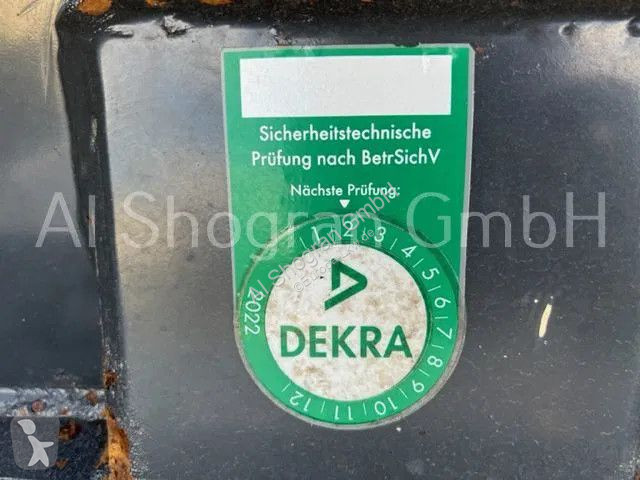 Sicherheitstechnische
Prüfung nach BetrSichV
Nächste Prüfung:
Al Shogran GmbH
1 2 3 4 5 6 7 8 9 10 11 12
2022
DEKRA